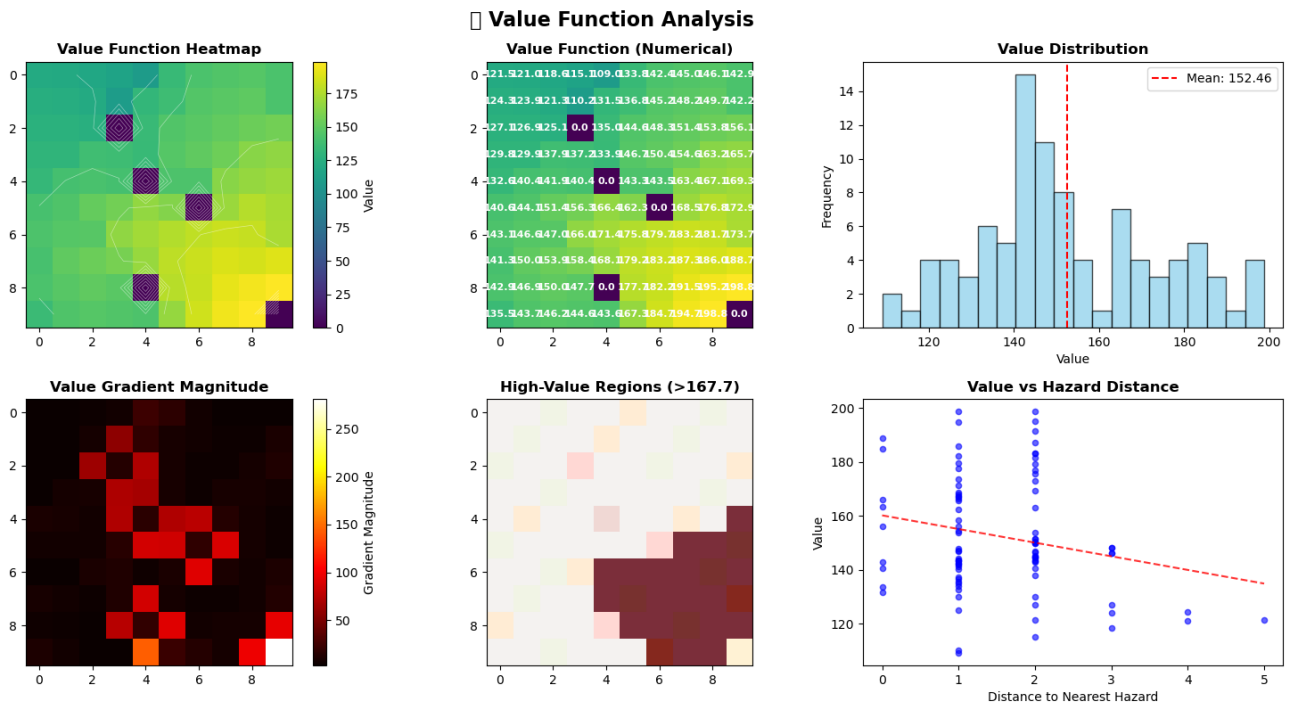 ▯ Value Function Analysis
Value Function Heatmap
0
2
4
6
8
0 2 4 6 8
175
150
125
100
75
50
25
0
Value
Value Function (Numerical)
0
2
4
6
8
121.5 121.0 118.6 115.1 109.0 133.8 142.4 145.0 146.1 142.9
124.3 123.9 121.3 110.2 131.5 136.8 145.2 148.2 149.7 142.2
127.1 126.9 125.1 0.0 135.0 144.6 148.3 151.4 153.8 156.1
129.8 129.9 137.9 137.2 133.9 146.7 150.4 154.6 163.2 165.7
132.6 140.4 141.9 140.4 0.0 143.3 143.5 163.4 167.1 169.3
140.6 144.1 151.4 156.3 166.4 162.3 0.0 168.5 176.8 172.9
143.1 146.6 147.0 166.0 171.4 175.8 179.7 183.2 181.7 173.7
141.3 150.0 153.9 158.4 168.1 179.2 183.2 187.3 186.0 188.7
142.9 146.9 150.0 147.7 0.0 177.7 182.2 191.5 195.2 198.8
135.5 143.7 146.2 144.6 143.6 167.3 184.7 194.7 198.8 0.0
0 2 4 6 8
Value Distribution
Mean: 152.46
14
12
10
8
6
4
2
0
Frequency
120 140 160 180 200
Value
Value Gradient Magnitude
0
2
4
6
8
0 2 4 6 8
250
200
150
100
50
Gradient Magnitude
High-Value Regions (>167.7)
0
2
4
6
8
0 2 4 6 8
Value vs Hazard Distance
200
180
160
140
120
Value
0 1 2 3 4 5
Distance to Nearest Hazard